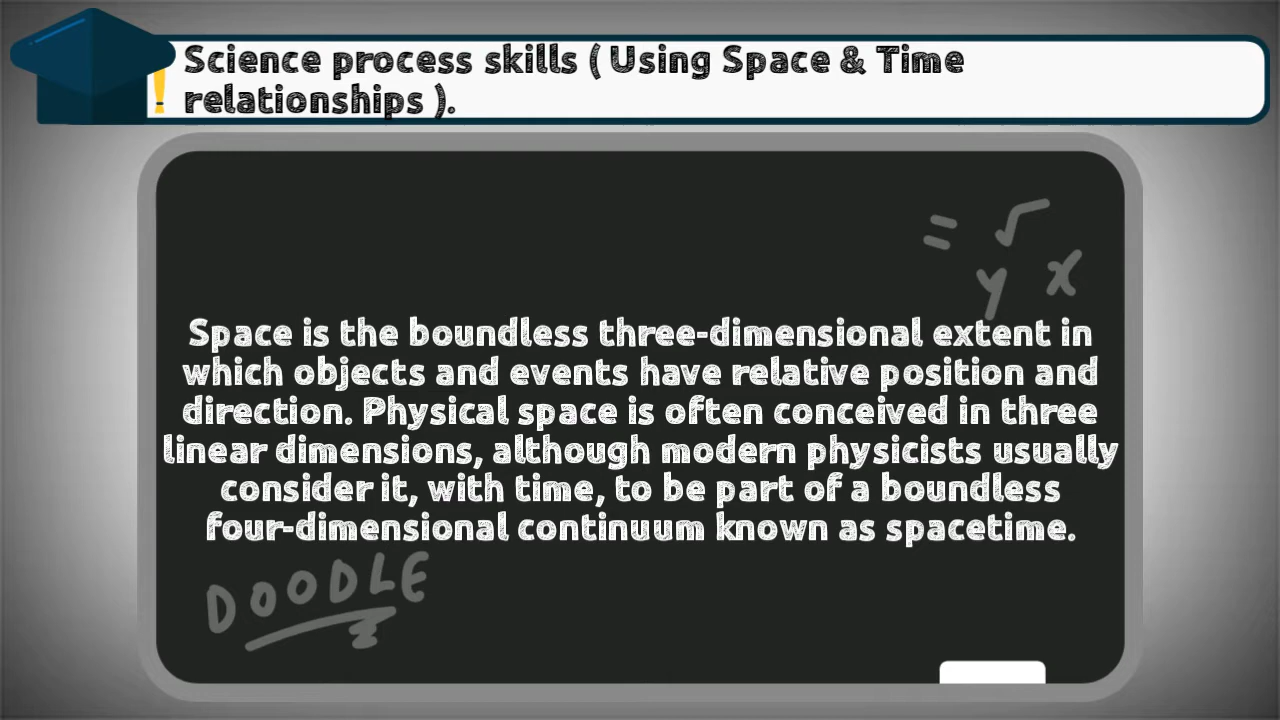 Science process skills ( Using Space & Time
relationships ).
= √
y x
Space is the boundless three-dimensional extent in
which objects and events have relative position and
direction. Physical space is often conceived in three
linear dimensions, although modern physicists usually
consider it, with time, to be part of a boundless
four-dimensional continuum known as spacetime.
DOODLE